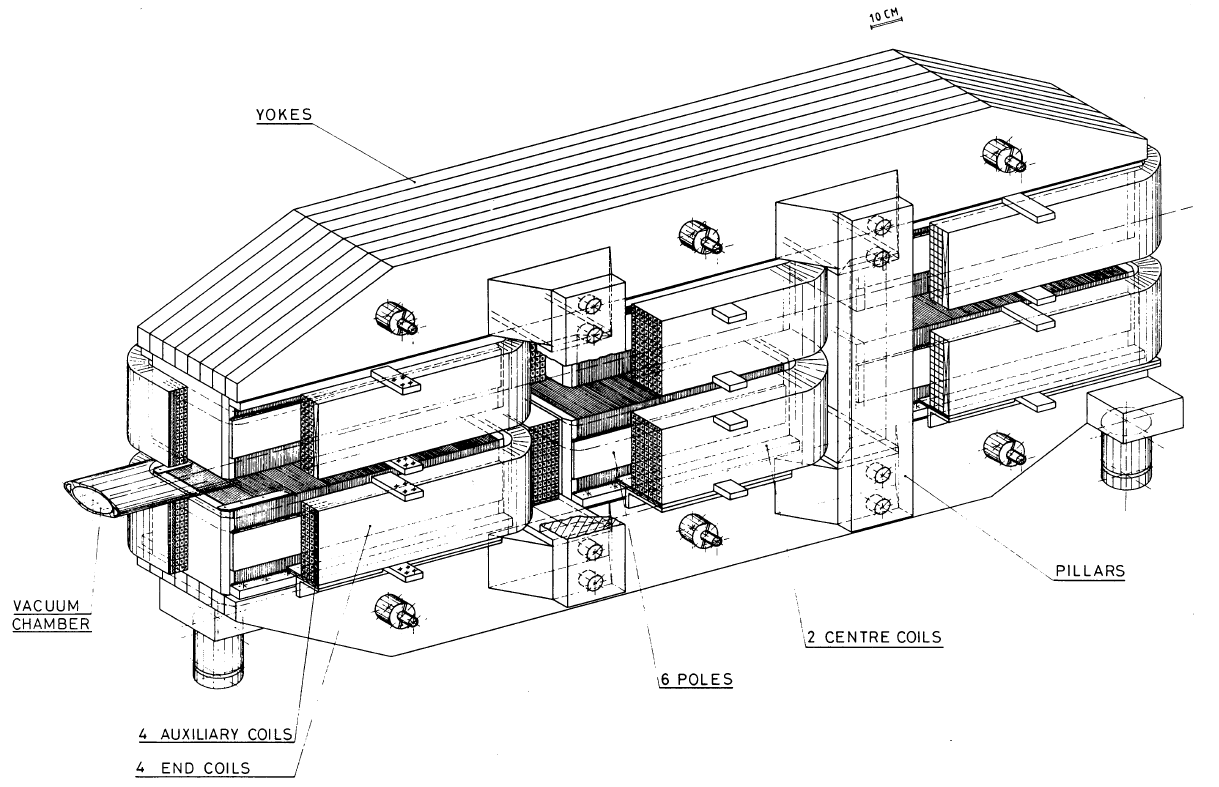 10 CM
YOKES
PILLARS
VACUUM
CHAMBER
2 CENTRE COILS
6 POLES
4 AUXILIARY COILS
4 END COILS